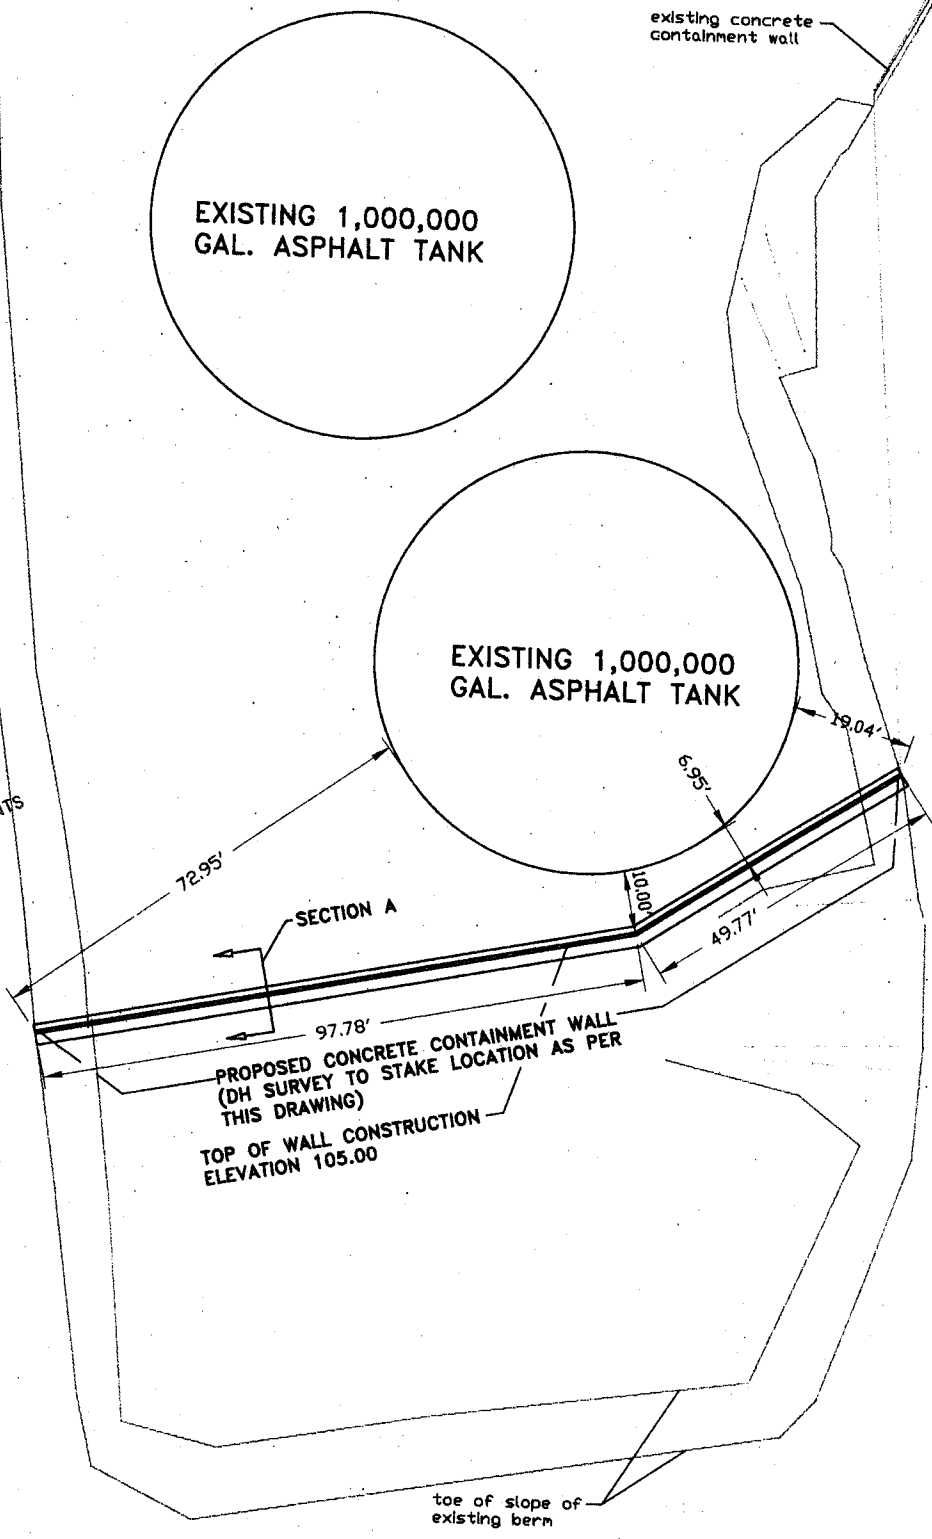 existing concrete
containment wall
EXISTING 1,000,000
GAL. ASPHALT TANK
EXISTING 1,000,000
GAL. ASPHALT TANK
19.04'
6.95'
72.95'
10.00'
SECTION A
49.77'
97.78'
PROPOSED CONCRETE CONTAINMENT WALL
(DH SURVEY TO STAKE LOCATION AS PER
THIS DRAWING)
TOP OF WALL CONSTRUCTION
ELEVATION 105.00
toe of slope of
existing berm